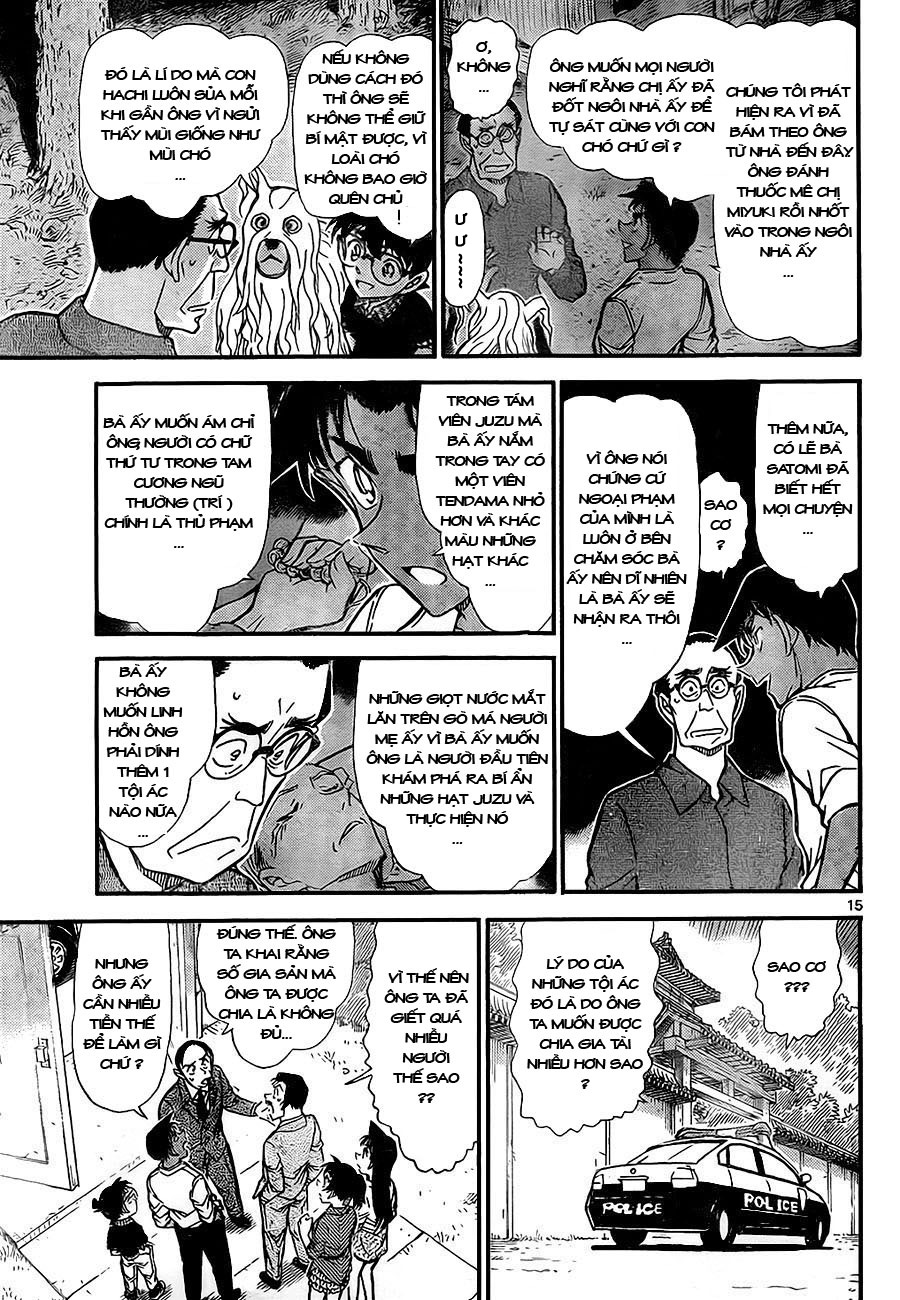 CHÚNG TÔI PHÁT
HIỆN RA VÌ ĐÃ
BÁM THEO ÔNG
TỪ NHÀ ĐẾN ĐÂY.
ÔNG ĐÁNH
THUỐC MÊ CHỊ
MIYUKI RỒI NHỐT
VÀO TRONG NGÔI
NHÀ ẤY
...
ÔNG MUỐN MỌI NGƯỜI
NGHĨ RẰNG CHỊ ẤY ĐÃ
ĐỐT NGÔI NHÀ ẤY ĐỂ
TỰ SÁT CÙNG VỚI CON
CHÓ CHỨ GÌ ?
Ơ,
KHÔNG
...
Ư
Ư~~~~
NẾU KHÔNG
DÙNG CÁCH ĐÓ
THÌ ÔNG SẼ
KHÔNG THỂ GIỮ
BÍ MẬT ĐƯỢC, VÌ
LOÀI CHÓ
KHÔNG BAO GIỜ
QUÊN CHỦ
!
ĐÓ LÀ LÍ DO MÀ CON
HACHI LUÔN SỦA MỖI
KHI GẦN ÔNG VÌ NGỬI
THẤY MÙI GIỐNG NHƯ
MÙI CHÓ
...
THÊM NỮA,
CÓ LẼ BÀ
SATOMI ĐÃ
BIẾT HẾT
MỌI CHUYỆN
...
SAO
CƠ
?
VÌ ÔNG NÓI
CHỨNG CỨ
NGOẠI PHẠM
CỦA MÌNH LÀ
LUÔN Ở BÊN
CHĂM SÓC BÀ
ẤY NÊN DĨ NHIÊN
LÀ BÀ ẤY SẼ
NHẬN RA THÔI
...
TRONG TÁM
VIÊN JUZU MÀ
BÀ ẤY NẮM
TRONG TAY CÓ
MỘT VIÊN
TENDAMA NHỎ
HƠN VÀ KHÁC
MÀU NHỮNG
HẠT KHÁC
...
BÀ ẤY MUỐN ÁM CHỈ
ÔNG NGƯỜI CÓ CHỮ
THỨ TƯ TRONG TAM
CƯƠNG NGŨ
THƯỜNG (TRÍ )
CHÍNH LÀ THỦ PHẠM
...
NHỮNG GIỌT NƯỚC MẮT
LĂN TRÊN GÒ MÁ NGƯỜI
MẸ ẤY VÌ BÀ ẤY MUỐN
ÔNG LÀ NGƯỜI ĐẦU TIÊN
KHÁM PHÁ RA BÍ ẨN
NHỮNG HẠT JUZU VÀ
THỰC HIỆN NÓ
...
BÀ ẤY
KHÔNG
MUỐN LINH
HỒN ÔNG
PHẢI DÍNH
THÊM 1
TỘI ÁC
NÀO NỮA
...
15
SAO CƠ
???
LÝ DO CỦA
NHỮNG TỘI ÁC
ĐÓ LÀ DO ÔNG
TA MUỐN ĐƯỢC
CHIA GIA TÀI
NHIỀU HƠN SAO
?
POLICE
POLICE
VÌ THẾ NÊN
ÔNG TA ĐÃ
GIẾT QUÁ
NHIỀU
NGƯỜI
THẾ SAO
??
ĐÚNG THẾ. ÔNG
TA KHAI RẰNG
SỐ GIA SẢN MÀ
ÔNG TA ĐƯỢC
CHIA LÀ KHÔNG
ĐỦ...
NHƯNG
ÔNG ẤY
CẦN NHIỀU
TIỀN THẾ
ĐỂ LÀM GÌ
CHỨ ?